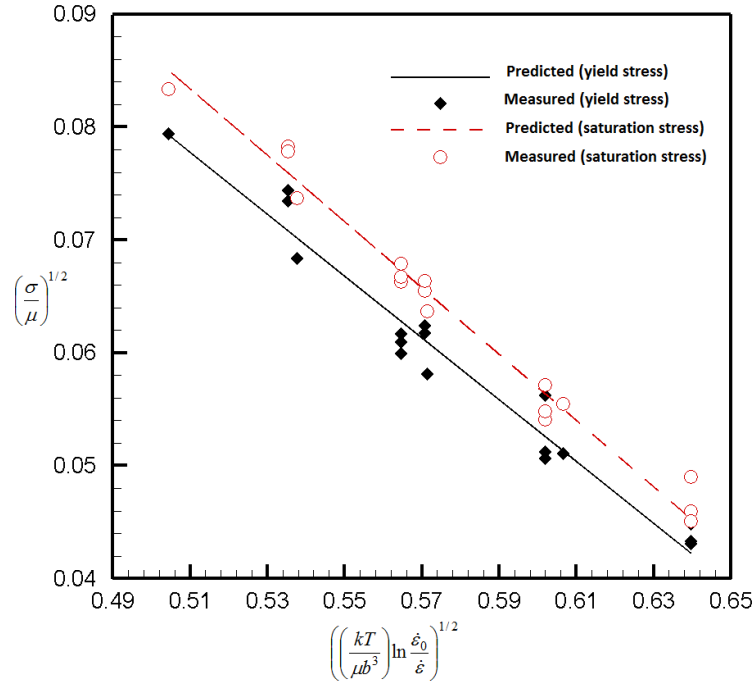 0.09
0.08
0.07
0.06
0.05
0.04
0.49 0.51 0.53 0.55 0.57 0.59 0.61 0.63 0.65
Predicted (yield stress)
Measured (yield stress)
Predicted (saturation stress)
Measured (saturation stress)
(σ/μ)^1/2
((kT/μb³) ln ε̇₀/ε̇)^1/2